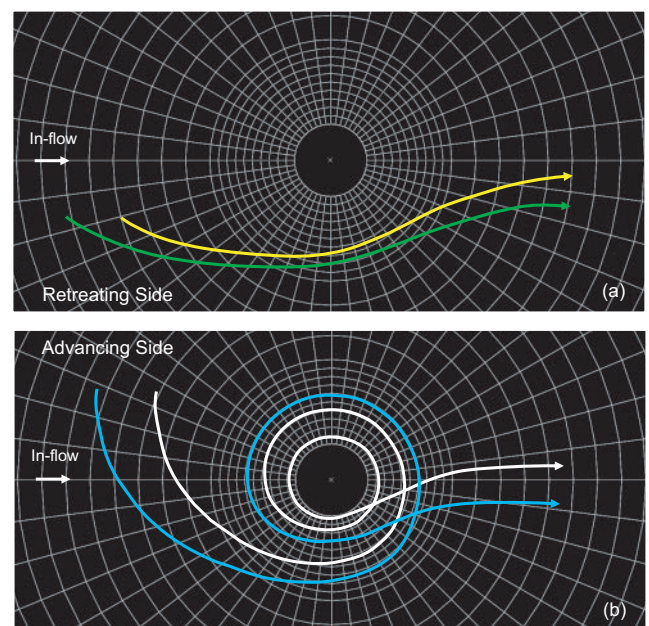 In-flow
Retreating Side
(a)
Advancing Side
In-flow
(b)